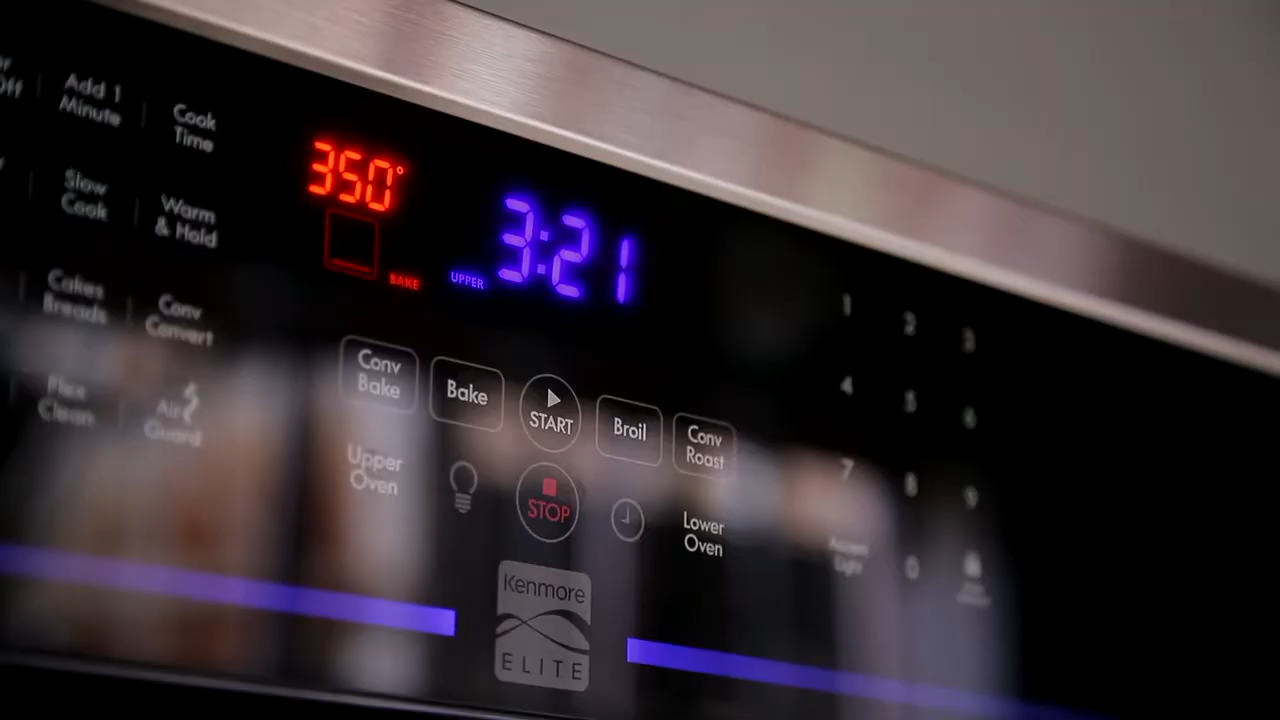 Add 1
Minute
Cook
Time
350°
3:21
BAKE
UPPER
Slow
Cook
Warm
& Hold
Cakes
Breads
Conv
Convert
Conv
Bake
Bake
START
Broil
Conv
Roast
Clean
Air
Guard
Upper
Oven
STOP
Lower
Oven
1 2 3
4 5 6
7 8 9
Accent
Light
0
Kenmore
ELITE